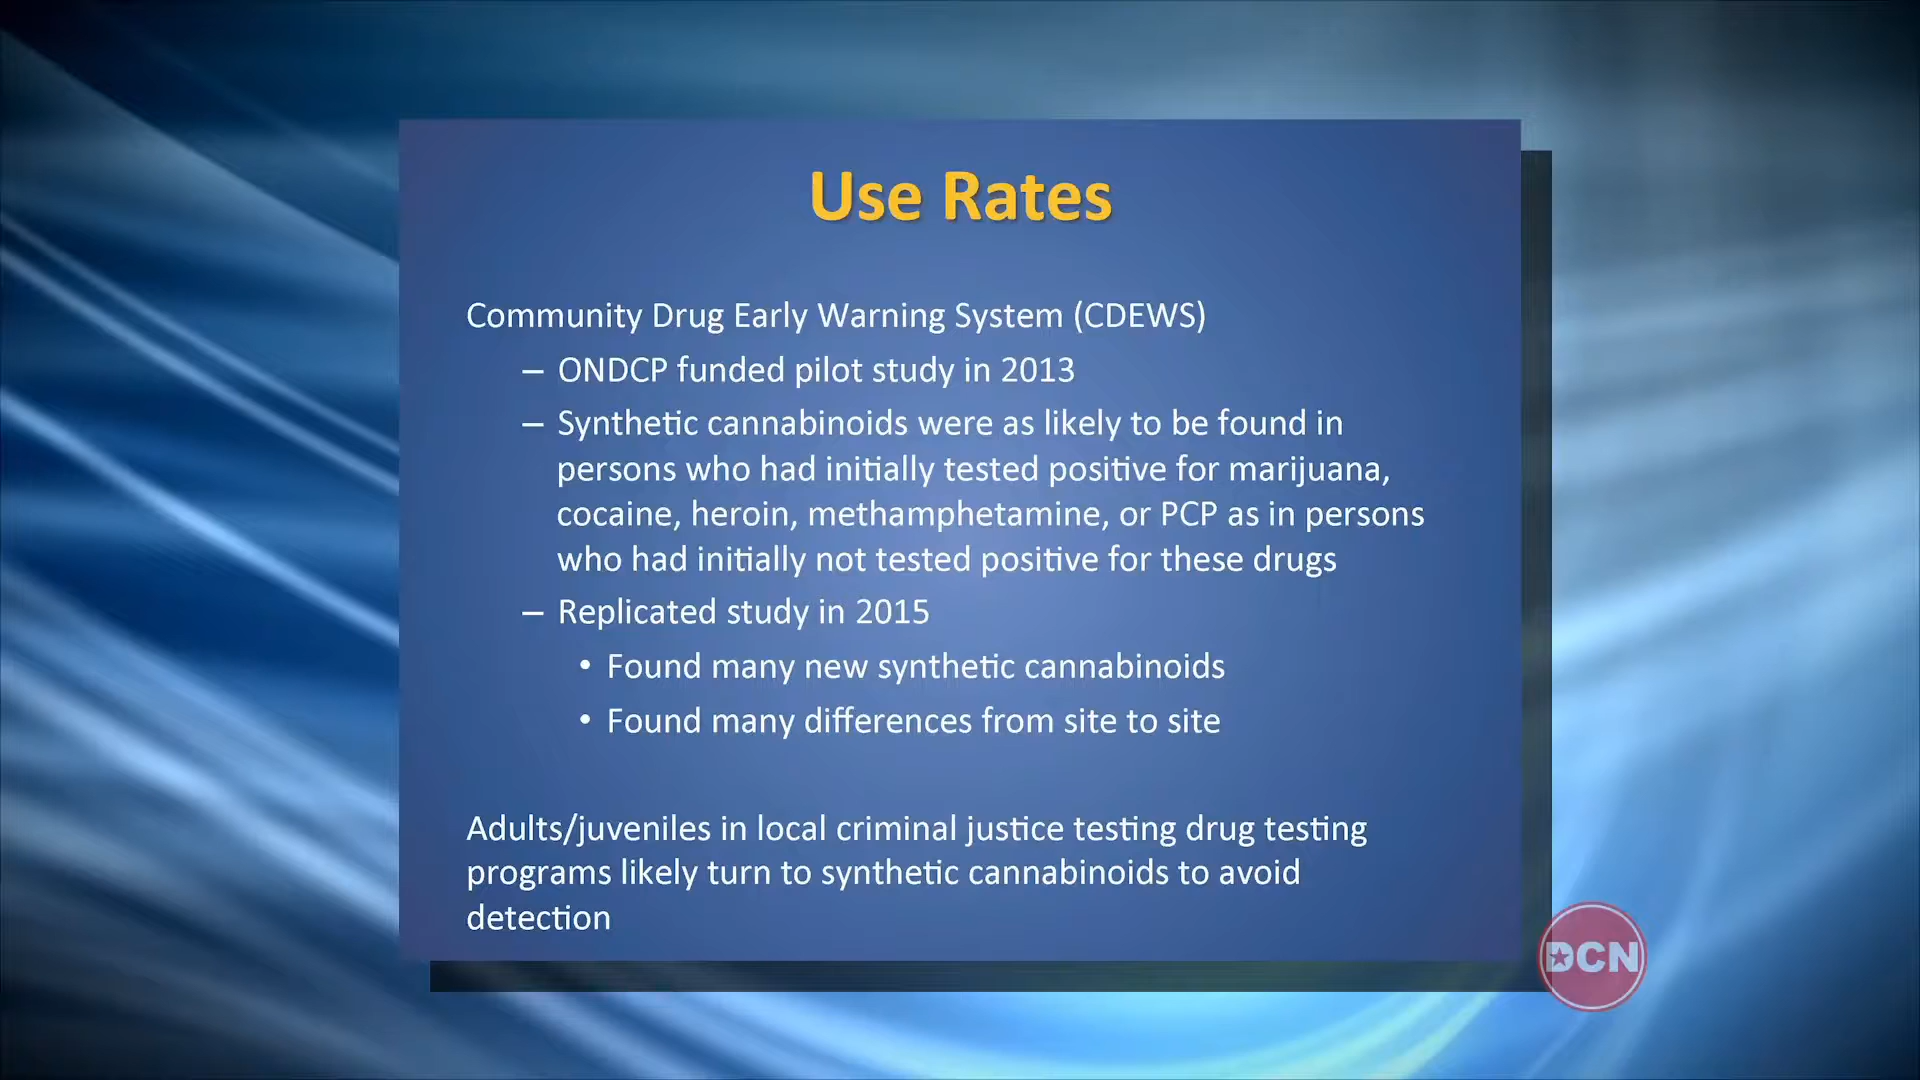 Use Rates
Community Drug Early Warning System (CDEWS)
– ONDCP funded pilot study in 2013
– Synthetic cannabinoids were as likely to be found in
persons who had initially tested positive for marijuana,
cocaine, heroin, methamphetamine, or PCP as in persons
who had initially not tested positive for these drugs
– Replicated study in 2015
• Found many new synthetic cannabinoids
• Found many differences from site to site
Adults/juveniles in local criminal justice testing drug testing
programs likely turn to synthetic cannabinoids to avoid
detection
DCN